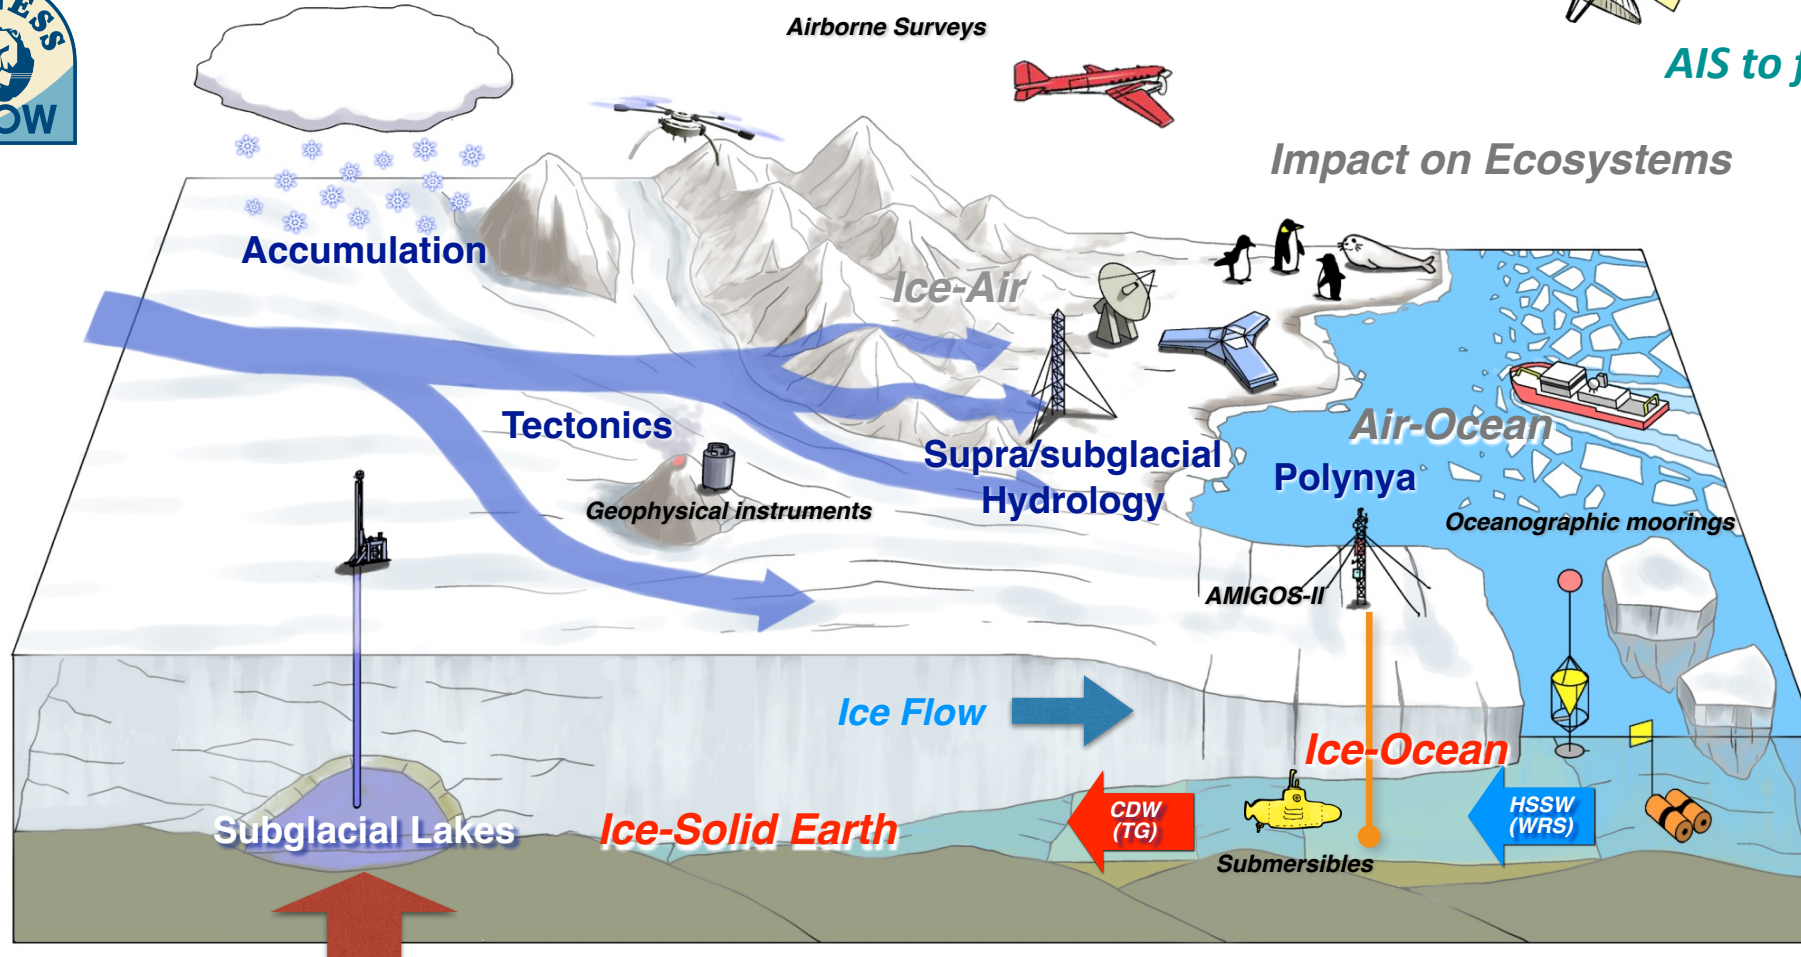 Airborne Surveys
AIS to
Impact on Ecosystems
Accumulation
Ice-Air
Tectonics
Air-Ocean
Supra/subglacial
Hydrology
Polynya
Geophysical instruments
Oceanographic moorings
AMIGOS-II
Ice Flow
Ice-Ocean
CDW
(TG)
HSSW
(WRS)
Subglacial Lakes
Ice-Solid Earth
Submersibles